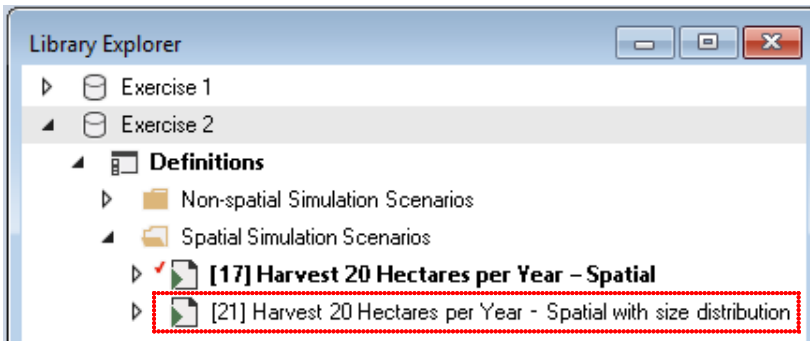 Library Explorer
Exercise 1
Exercise 2
Definitions
Non-spatial Simulation Scenarios
Spatial Simulation Scenarios
[17] Harvest 20 Hectares per Year – Spatial
[21] Harvest 20 Hectares per Year - Spatial with size distribution